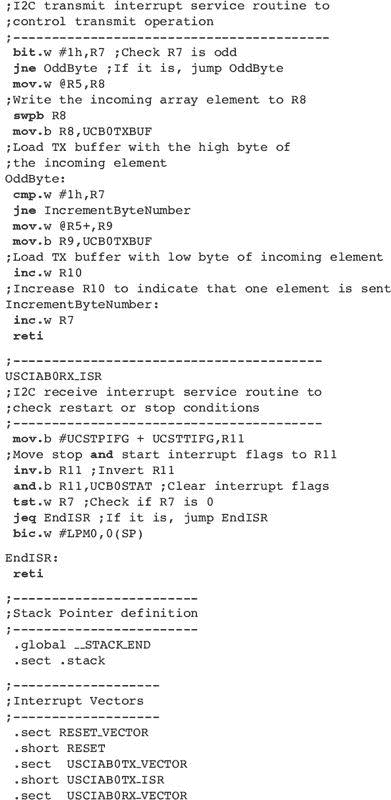 ;I2C transmit interrupt service routine to
;control transmit operation
;---------------------------------------
bit.w #1h,R7 ;Check R7 is odd
jne OddByte ;If it is, jump OddByte
mov.w @R5,R8
;Write the incoming array element to R8
swpb R8
mov.b R8,UCB0TXBUF
;Load TX buffer with the high byte of
;the incoming element
OddByte:
cmp.w #1h,R7
jne IncrementByteNumber
mov.w @R5+,R9
mov.b R9,UCB0TXBUF
;Load TX buffer with low byte of incoming element
inc.w R10
;Increase R10 to indicate that one element is sent
IncrementByteNumber:
inc.w R7
reti
;--------------------------------------
USCIAB0RX_ISR
;I2C receive interrupt service routine to
;check restart or stop conditions
;--------------------------------------
mov.b #UCSTPIFG + UCSTTIFG,R11
;Move stop and start interrupt flags to R11
inv.b R11 ;Invert R11
and.b R11,UCB0STAT ;Clear interrupt flags
tst.w R7 ;Check if R7 is 0
jeq EndISR ;If it is, jump EndISR
bic.w #LPM0,0(SP)
EndISR:
reti
;-----------------------
;Stack Pointer definition
;-----------------------
.global __STACK_END
.sect .stack
;------------------
;Interrupt Vectors
;------------------
.sect RESET_VECTOR
.short RESET
.sect  USCIAB0TX_VECTOR
.short USCIAB0TX_ISR
.sect  USCIAB0RX_VECTOR